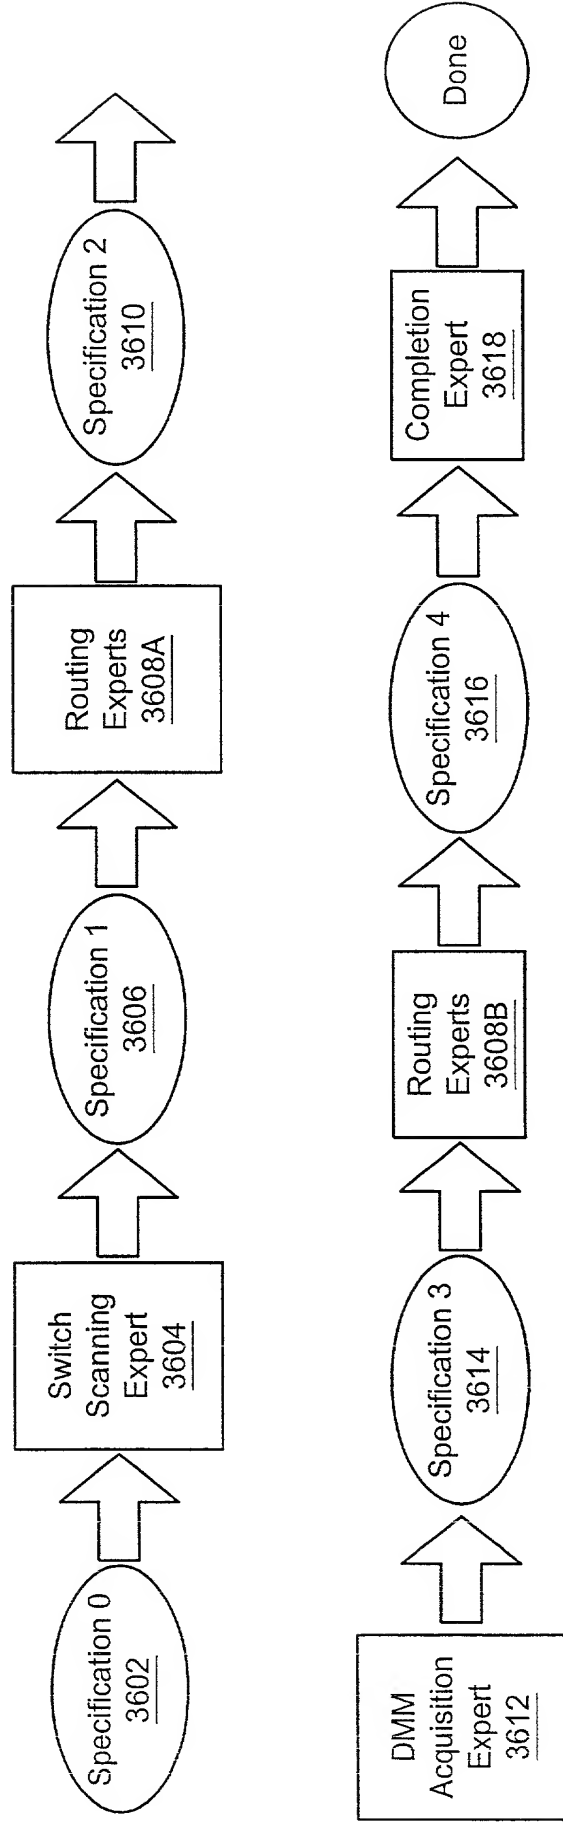 Specification 0
3602
Switch
Scanning
Expert
3604
Specification 1
3606
Routing
Experts
3608A
Specification 2
3610
DMM
Acquisition
Expert
3612
Specification 3
3614
Routing
Experts
3608B
Specification 4
3616
Completion
Expert
3618
Done